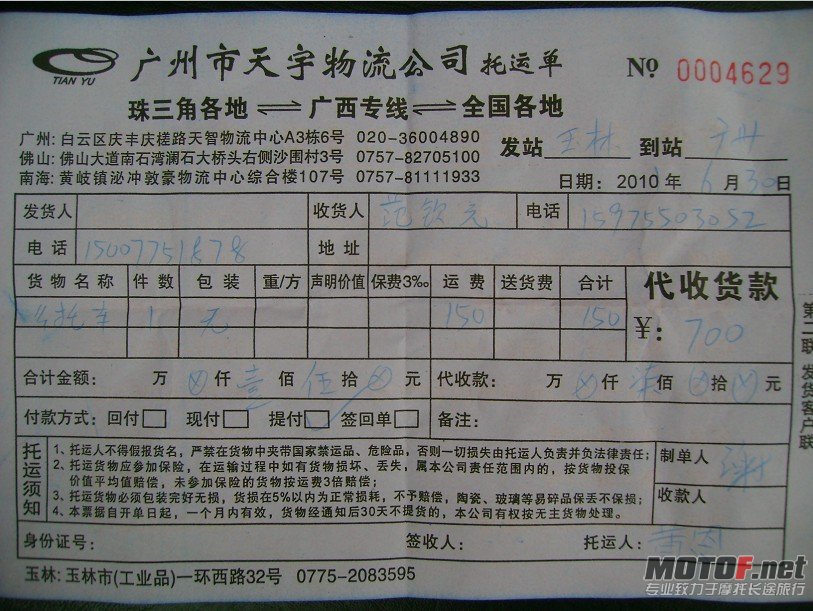 TIAN YU 广州市天宇物流公司 托运单 Nº 0004629
珠三角各地 ⇌ 广西专线 ⇌ 全国各地
广州: 白云区庆丰庆槎路天智物流中心A3栋6号 020-36004890
佛山: 佛山大道南石湾澜石大桥头右侧沙围村3号 0757-82705100
南海: 黄岐镇泌冲敦豪物流中心综合楼107号 0757-81111933
发站 玉林 到站
日期: 2010 年 6 月 30 日
发货人 收货人 范钦元 电话 15975503052
电话 15007751878 地址
货物名称 件数 包装 重/方 声明价值 保费3‰ 运费 送货费 合计 代收货款
摩托车 1 无 150 150 ¥: 700
合计金额: 万 仟 壹 佰 伍 拾 元 代收款: 万 仟 柒 佰 拾 元
付款方式: 回付 现付 提付 签回单 备注:
托运须知
1、托运人不得假报货名，严禁在货物中夹带国家禁运品、危险品，否则一切损失由托运人负责并负法律责任；
2、托运货物应参加保险，在运输过程中如有货物损坏、丢失，属本公司责任范围内的，按货物投保
价值平均值赔偿，未参加保险的货物按运费3倍赔偿；
3、托运货物必须包装完好无损，货损在5%以内为正常损耗，不予赔偿，陶瓷、玻璃等易碎品保丢不保损；
4、本票据自开单日起，一个月内有效，货物经通知后30天不提货的，本公司有权按无主货物处理。
制单人 谢
收款人
身份证号: 签收人: 托运人:
玉林: 玉林市(工业品)一环西路32号 0775-2083595
第二联 发货客户联
MOTOF.net
专业致力于摩托长途旅行